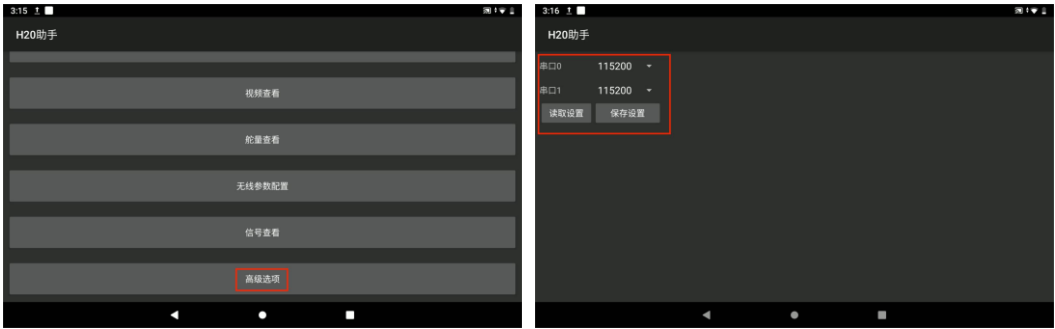 3:15
H20助手
视频查看
舵量查看
无线参数配置
信号查看
高级选项
3:16
H20助手
串口0 115200
串口1 115200
读取设置 保存设置